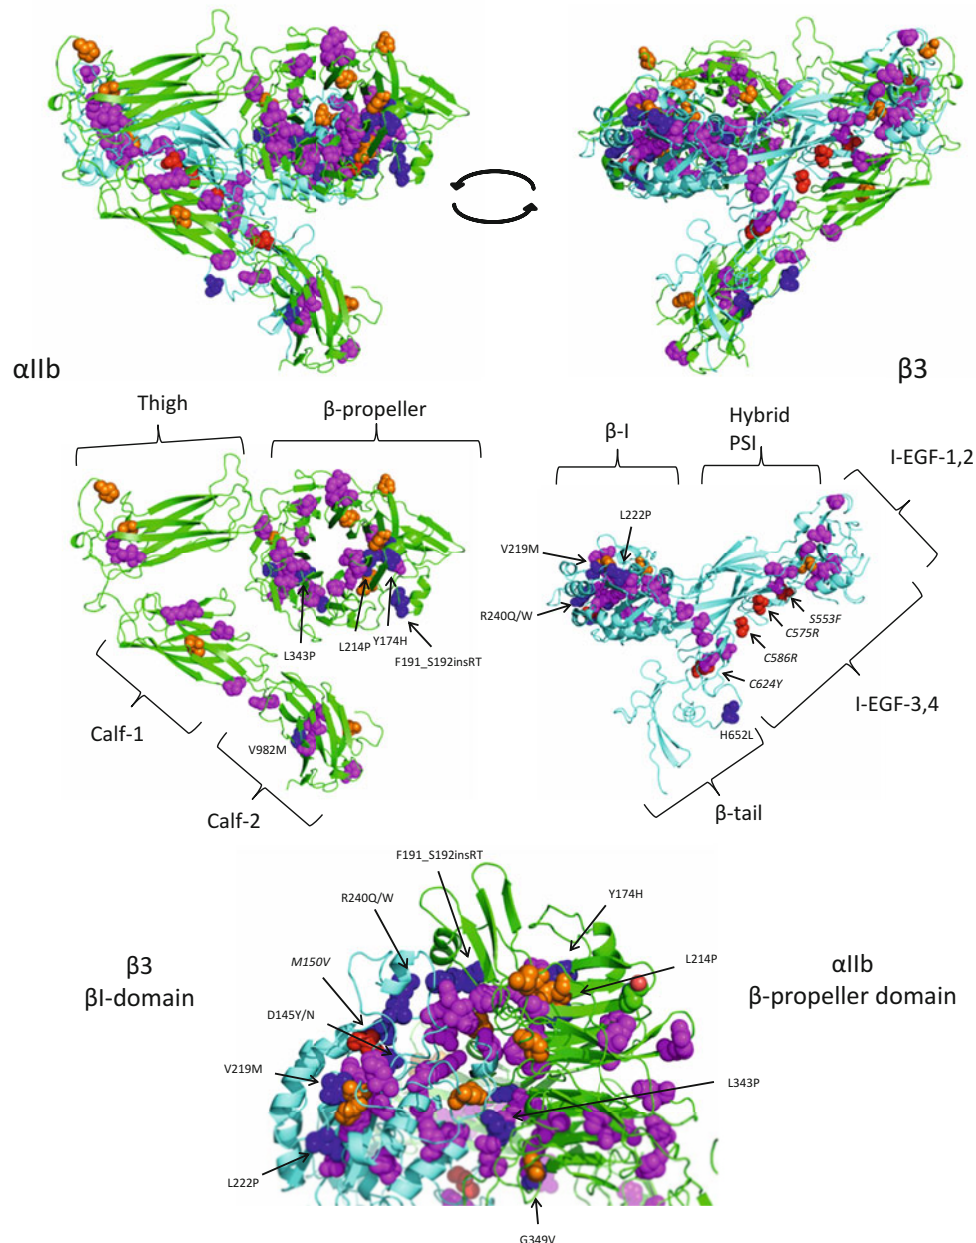 αIIb
β3
Thigh
β-propeller
L343P
L214P
Y174H
F191_S192insRT
V982M
Calf-1
Calf-2
β-I
Hybrid
PSI
I-EGF-1,2
L222P
V219M
R240Q/W
S553F
C575R
C586R
C624Y
H652L
I-EGF-3,4
β-tail
F191_S192insRT
R240Q/W
Y174H
M150V
L214P
β3
βI-domain
αIIb
β-propeller domain
D145Y/N
V219M
L343P
L222P
G349V